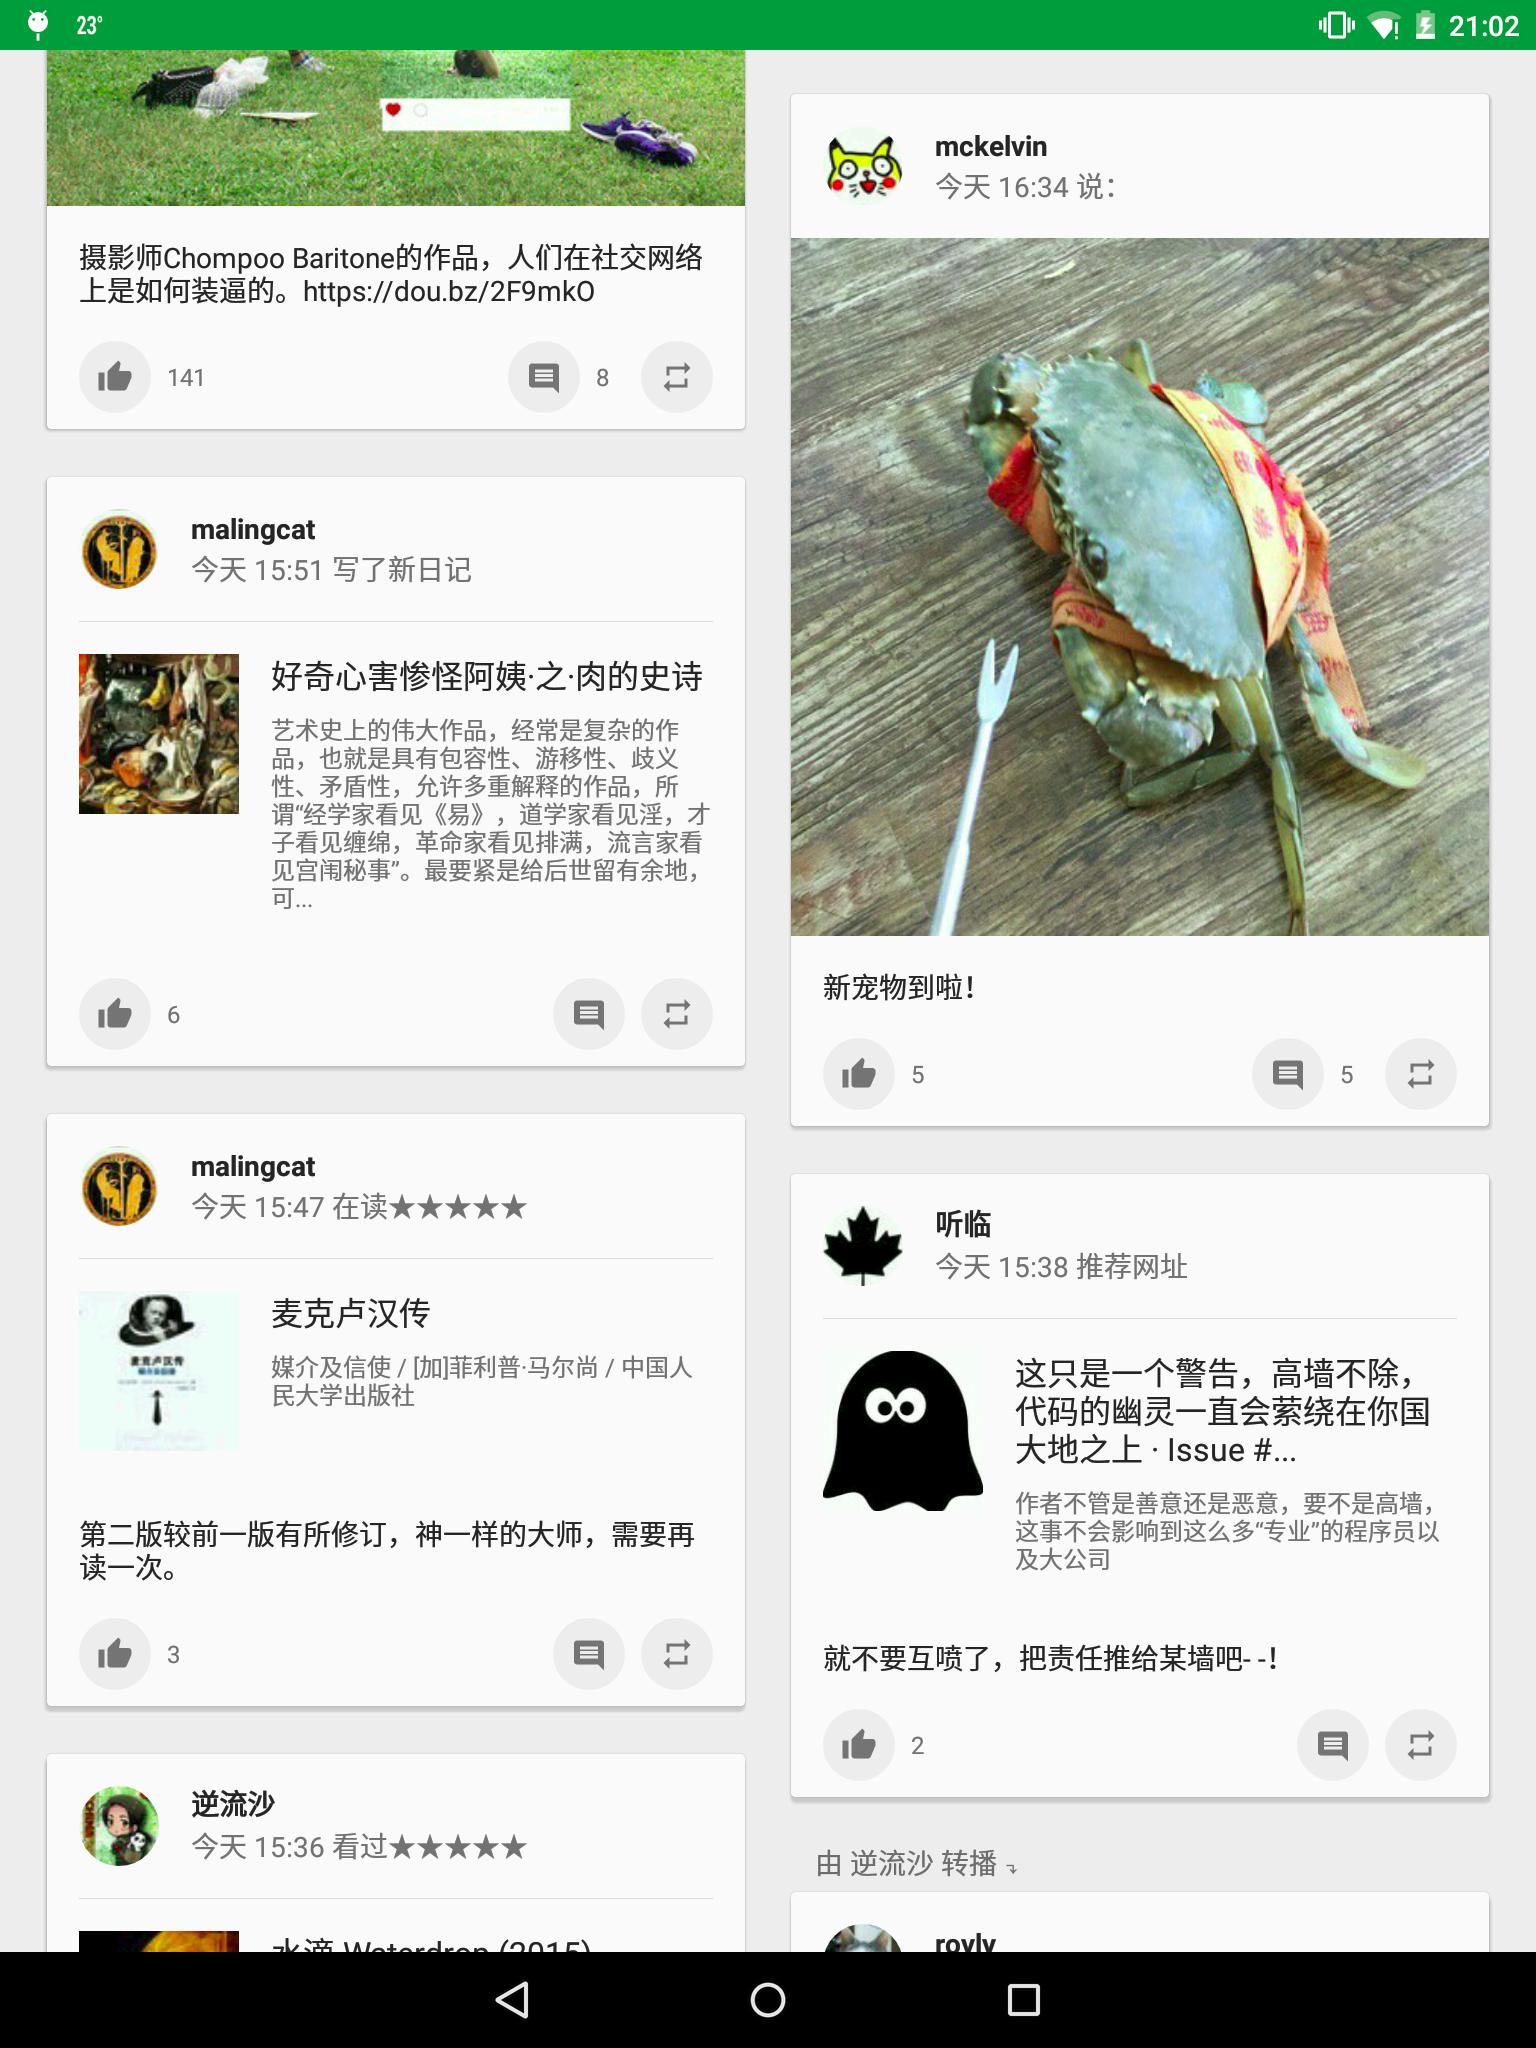 23°
21:02
摄影师Chompoo Baritone的作品，人们在社交网络
上是如何装逼的。https://dou.bz/2F9mkO
141
8
malingcat
今天 15:51 写了新日记
好奇心害惨怪阿姨·之·肉的史诗
艺术史上的伟大作品，经常是复杂的作
品，也就是具有包容性、游移性、歧义
性、矛盾性，允许多重解释的作品，所
谓“经学家看见《易》，道学家看见淫，才
子看见缠绵，革命家看见排满，流言家看
见宫闱秘事”。最要紧是给后世留有余地，
可...
6
malingcat
今天 15:47 在读★★★★★
麦克卢汉传
麦克卢汉传
媒介及信使 / [加]菲利普·马尔尚 / 中国人
民大学出版社
第二版较前一版有所修订，神一样的大师，需要再
读一次。
3
逆流沙
今天 15:36 看过★★★★★
水滴 Waterdrop (2015)
mckelvin
今天 16:34 说：
新宠物到啦！
5
5
听临
今天 15:38 推荐网址
这只是一个警告，高墙不除，
代码的幽灵一直会萦绕在你国
大地之上 · Issue #...
作者不管是善意还是恶意，要不是高墙，
这事不会影响到这么多“专业”的程序员以
及大公司
就不要互喷了，把责任推给某墙吧- -！
2
由 逆流沙 转播
royly